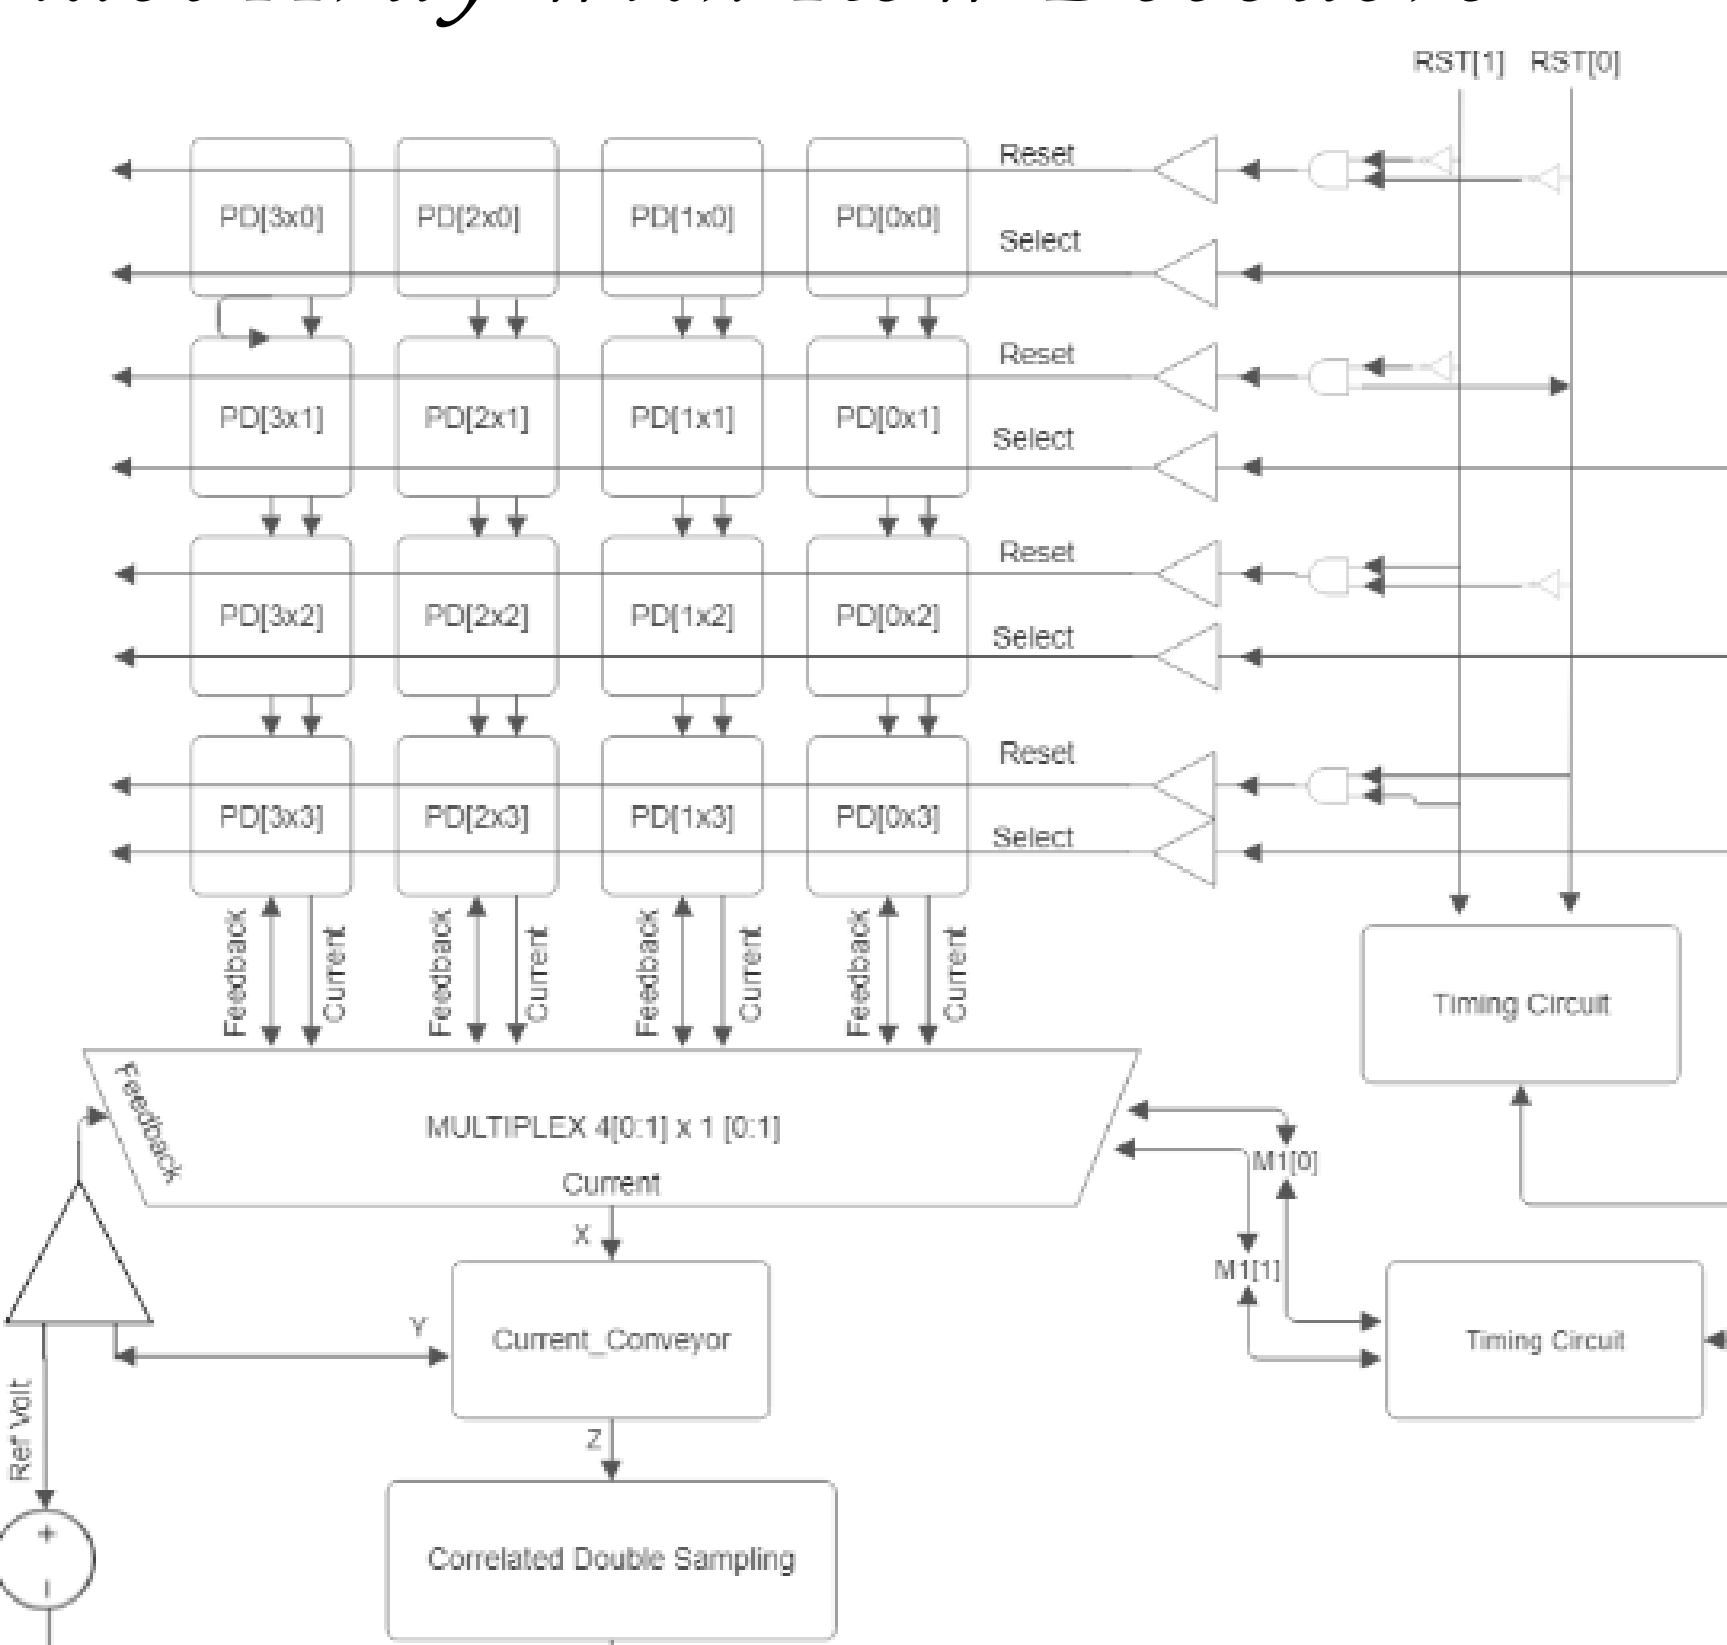 RST[1] RST[0]
Reset
PD[3x0] PD[2x0] PD[1x0] PD[0x0]
Select
Reset
PD[3x1] PD[2x1] PD[1x1] PD[0x1]
Select
Reset
PD[3x2] PD[2x2] PD[1x2] PD[0x2]
Select
Reset
PD[3x3] PD[2x3] PD[1x3] PD[0x3]
Select
Feedback Current Feedback Current Feedback Current Feedback Current
Timing Circuit
Feedback
MULTIPLEX 4[0:1] x 1 [0:1]
Current
M1[0]
X
M1[1]
Y
Current_Conveyor
Timing Circuit
Ref Volt
Z
+
Correlated Double Sampling